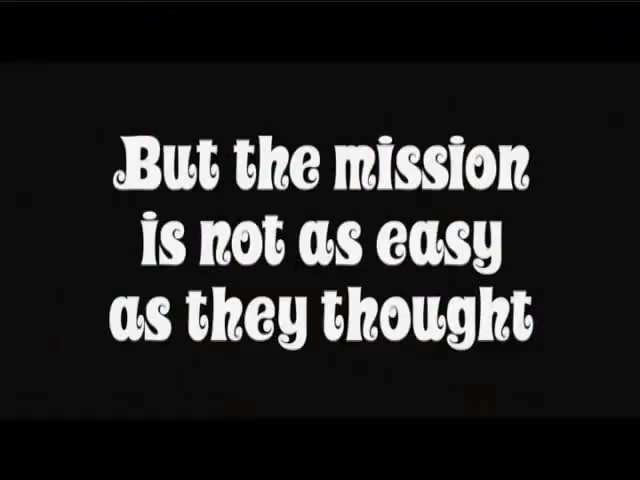 But the mission
is not as easy
as they thought